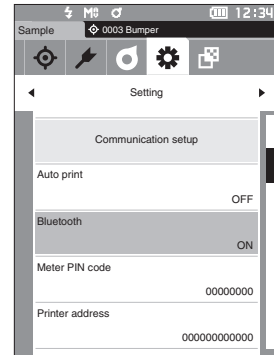 12:34
Sample 0003 Bumper
Setting
Communication setup
Auto print
OFF
Bluetooth
ON
Meter PIN code
00000000
Printer address
000000000000